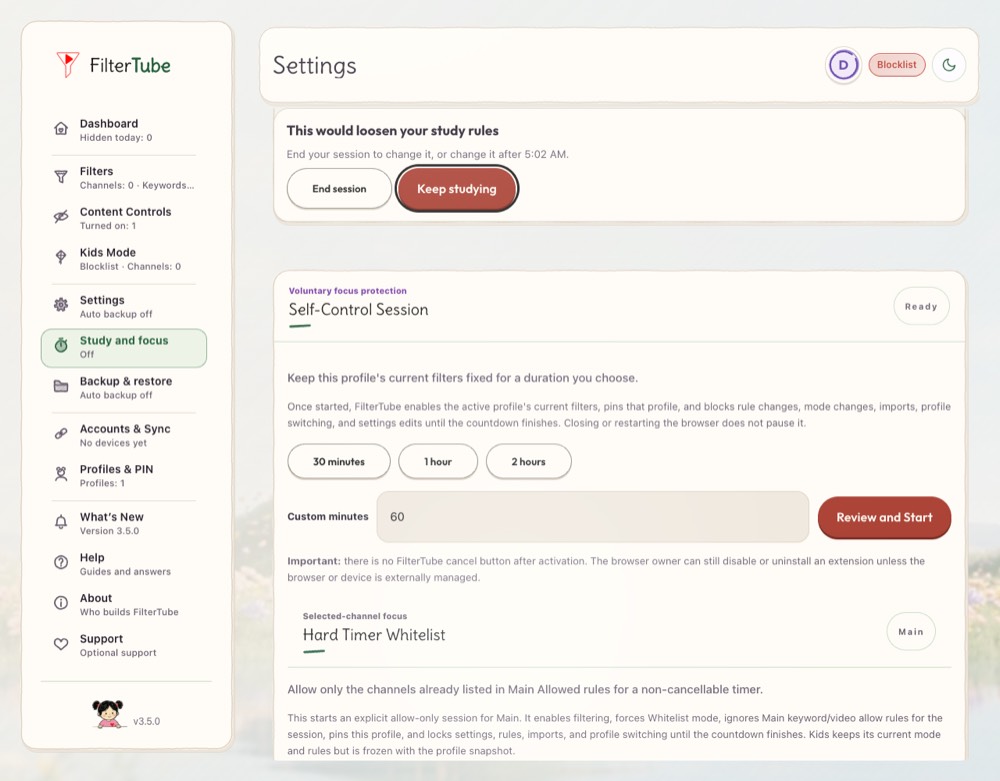 FilterTube
Dashboard
Hidden today: 0
Filters
Channels: 0 · Keywords...
Content Controls
Turned on: 1
Kids Mode
Blocklist · Channels: 0
Settings
Auto backup off
Study and focus
Off
Backup & restore
Auto backup off
Accounts & Sync
No devices yet
Profiles & PIN
Profiles: 1
What's New
Version 3.5.0
Help
Guides and answers
About
Who builds FilterTube
Support
Optional support
v3.5.0
Settings
D
Blocklist
This would loosen your study rules
End your session to change it, or change it after 5:02 AM.
End session
Keep studying
Voluntary focus protection
Self-Control Session
Ready
Keep this profile's current filters fixed for a duration you choose.
Once started, FilterTube enables the active profile's current filters, pins that profile, and blocks rule changes, mode changes, imports, profile
switching, and settings edits until the countdown finishes. Closing or restarting the browser does not pause it.
30 minutes
1 hour
2 hours
Custom minutes
60
Review and Start
Important: there is no FilterTube cancel button after activation. The browser owner can still disable or uninstall an extension unless the
browser or device is externally managed.
Selected-channel focus
Hard Timer Whitelist
Main
Allow only the channels already listed in Main Allowed rules for a non-cancellable timer.
This starts an explicit allow-only session for Main. It enables filtering, forces Whitelist mode, ignores Main keyword/video allow rules for the
session, pins this profile, and locks settings, rules, imports, and profile switching until the countdown finishes. Kids keeps its current mode
and rules but is frozen with the profile snapshot.